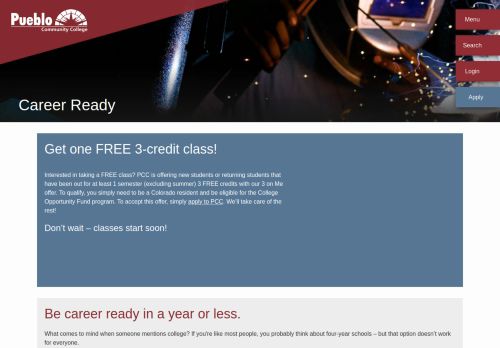 Pueblo
Community College
Menu
Search
Login
Apply
Career Ready
Get one FREE 3-credit class!
Interested in taking a FREE class? PCC is offering new students or returning students that
have been out for at least 1 semester (excluding summer) 3 FREE credits with our 3 on Me
offer. To qualify, you simply need to be a Colorado resident and be eligible for the College
Opportunity Fund program. To accept this offer, simply apply to PCC. We'll take care of the
rest!
Don't wait – classes start soon!
Be career ready in a year or less.
What comes to mind when someone mentions college? If you're like most people, you probably think about four-year schools – but that option doesn't work
for everyone.